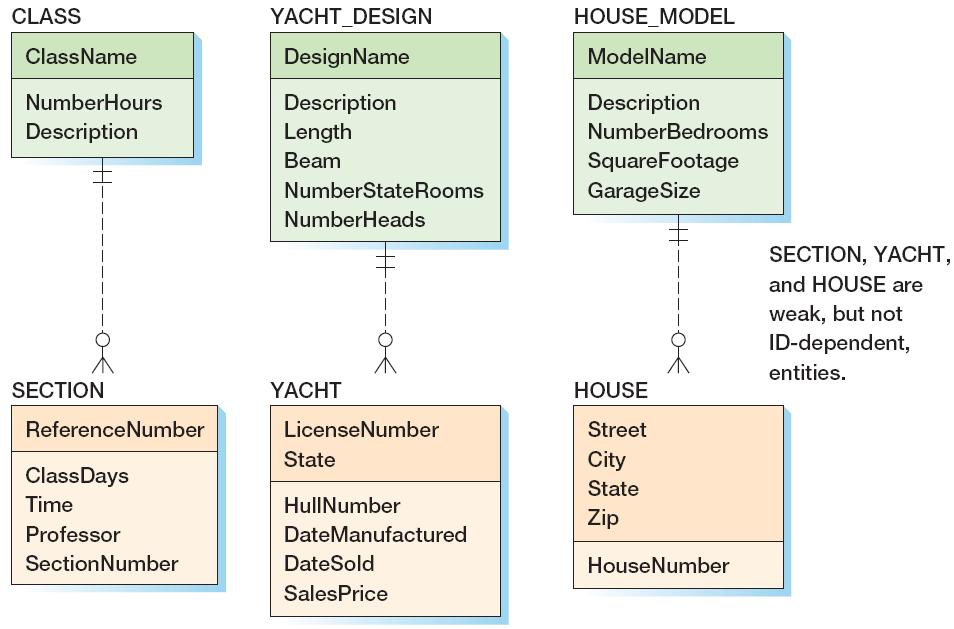 CLASS
ClassName
NumberHours
Description
YACHT_DESIGN
DesignName
Description
Length
Beam
NumberStateRooms
NumberHeads
HOUSE_MODEL
ModelName
Description
NumberBedrooms
SquareFootage
GarageSize
SECTION, YACHT,
and HOUSE are
weak, but not
ID-dependent,
entities.
SECTION
ReferenceNumber
ClassDays
Time
Professor
SectionNumber
YACHT
LicenseNumber
State
HullNumber
DateManufactured
DateSold
SalesPrice
HOUSE
Street
City
State
Zip
HouseNumber